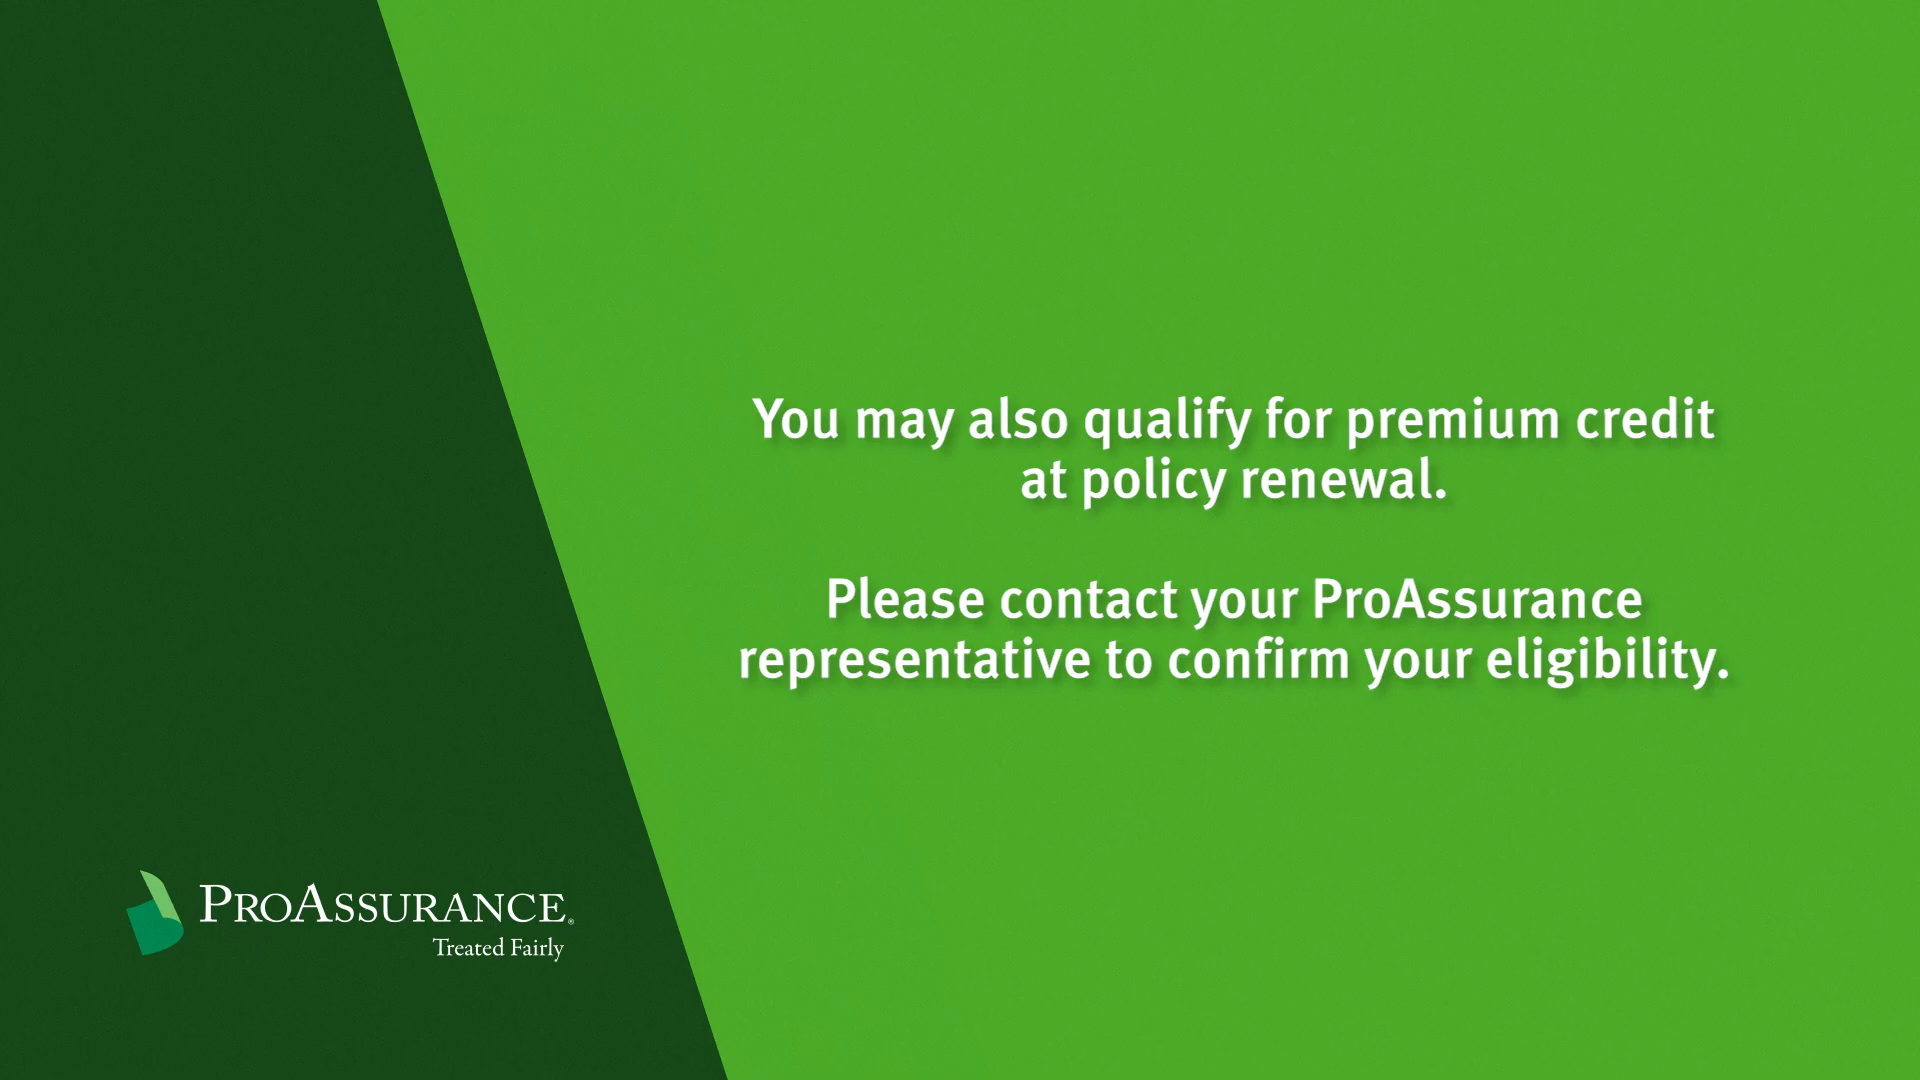 You may also qualify for premium credit
at policy renewal.
Please contact your ProAssurance
representative to confirm your eligibility.
PROASSURANCE®
Treated Fairly